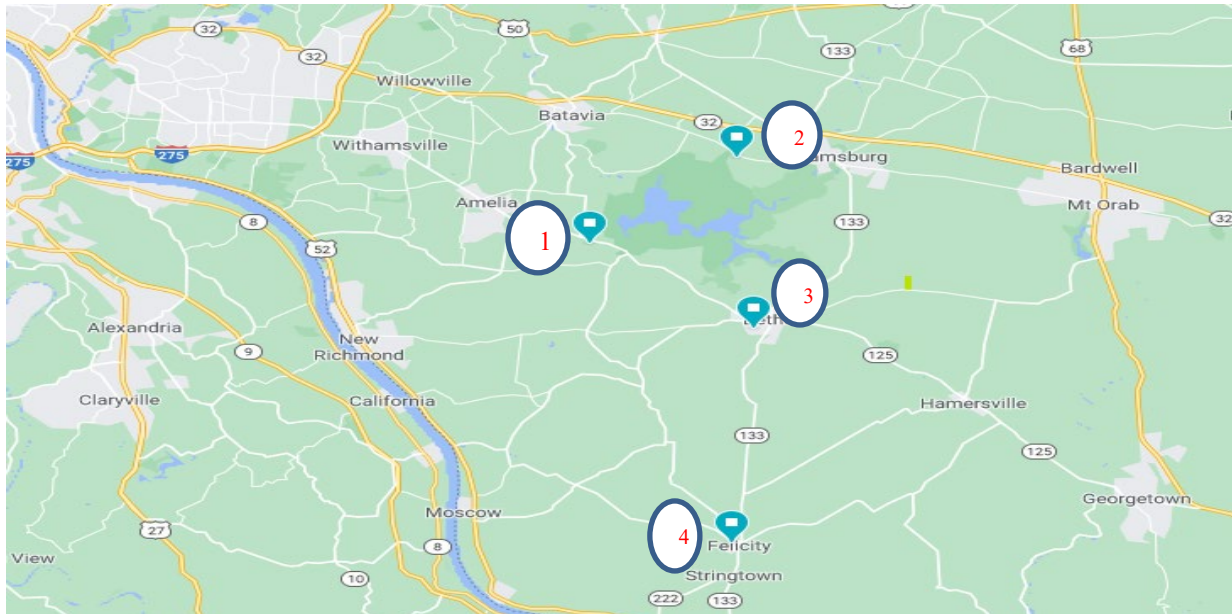 50
32
133
68
32
Willowville
Batavia
32
2
Withamsville
amsburg
275
275
Bardwell
Amelia
Mt Orab
8
133
32
1
52
3
Alexandria
New
Richmond
9
125
Claryville
California
Hamersville
133
125
Georgetown
Moscow
4
27
8
Felicity
View
10
Stringtown
222
133